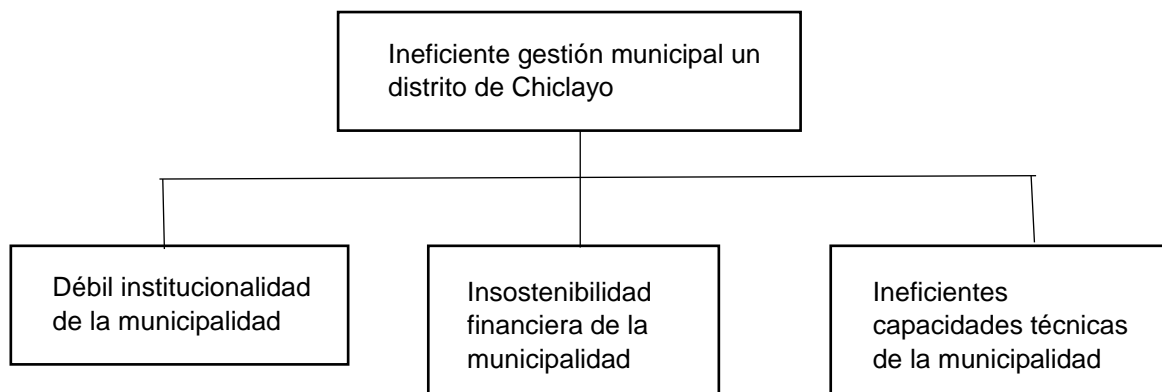 Ineficiente gestión municipal un
distrito de Chiclayo
Débil institucionalidad
de la municipalidad
Insostenibilidad
financiera de la
municipalidad
Ineficientes
capacidades técnicas
de la municipalidad